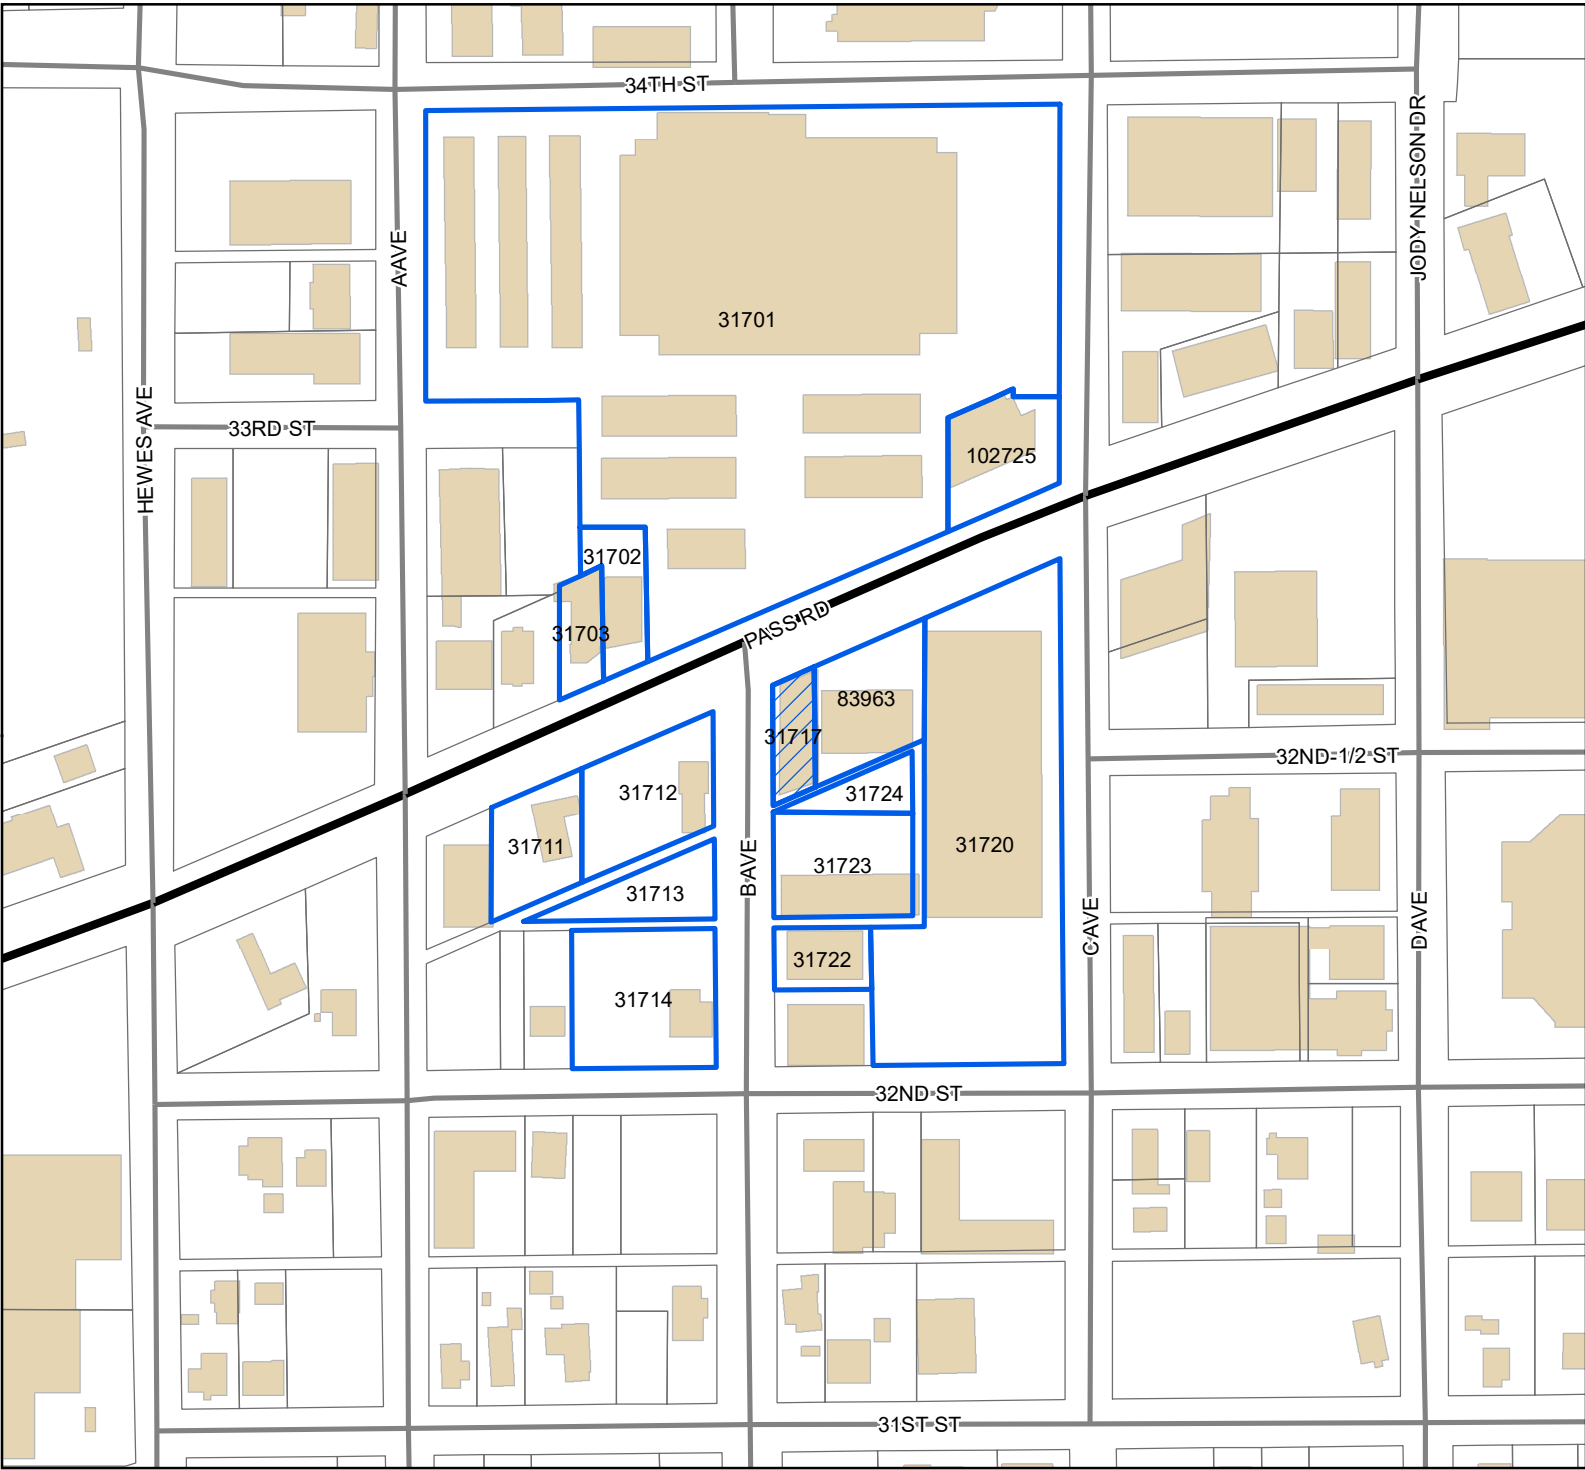 34TH ST
JODY NELSON DR
A AVE
31701
HEWES AVE
33RD ST
102725
31702
31703
PASS RD
83963
31717
32ND-1/2 ST
31712
31724
31711
31720
31723
B AVE
31713
C AVE
D AVE
31722
31714
32ND ST
31ST ST